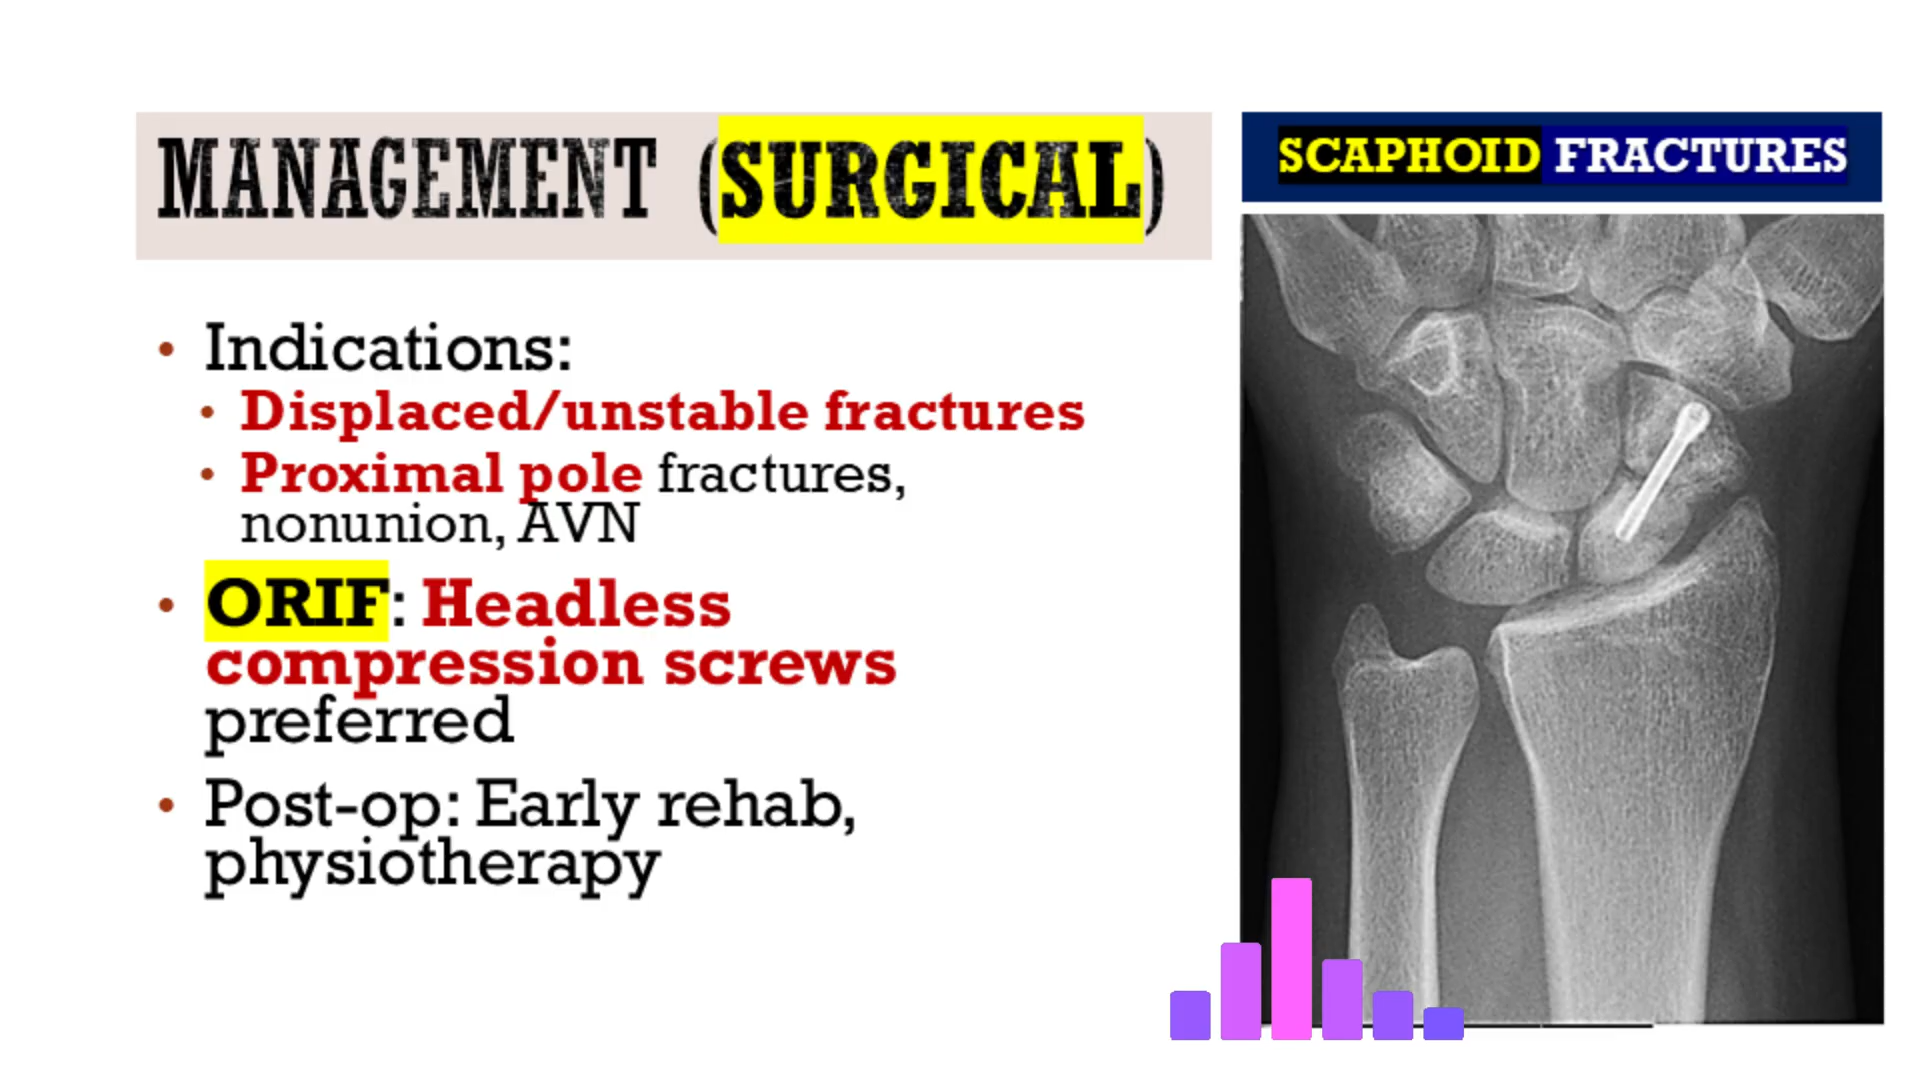 MANAGEMENT (SURGICAL)
SCAPHOID FRACTURES
• Indications:
• Displaced/unstable fractures
• Proximal pole fractures,
nonunion, AVN
• ORIF: Headless
compression screws
preferred
• Post-op: Early rehab,
physiotherapy